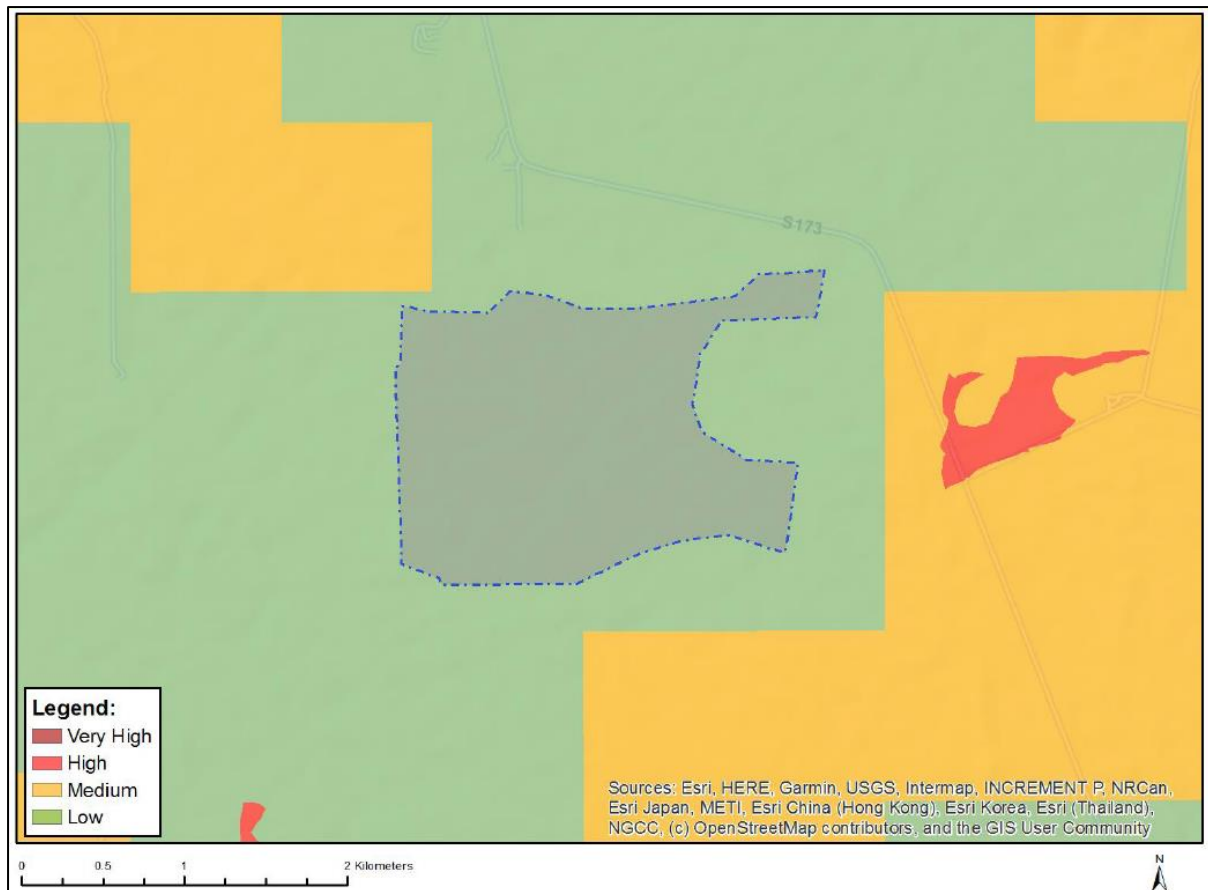 S173
Legend:
Very High
High
Medium
Low
Sources: Esri, HERE, Garmin, USGS, Intermap, INCREMENT P, NRCan,
Esri Japan, METI, Esri China (Hong Kong), Esri Korea, Esri (Thailand),
NGCC, (c) OpenStreetMap contributors, and the GIS User Community
0 0.5 1 2 Kilometers
N